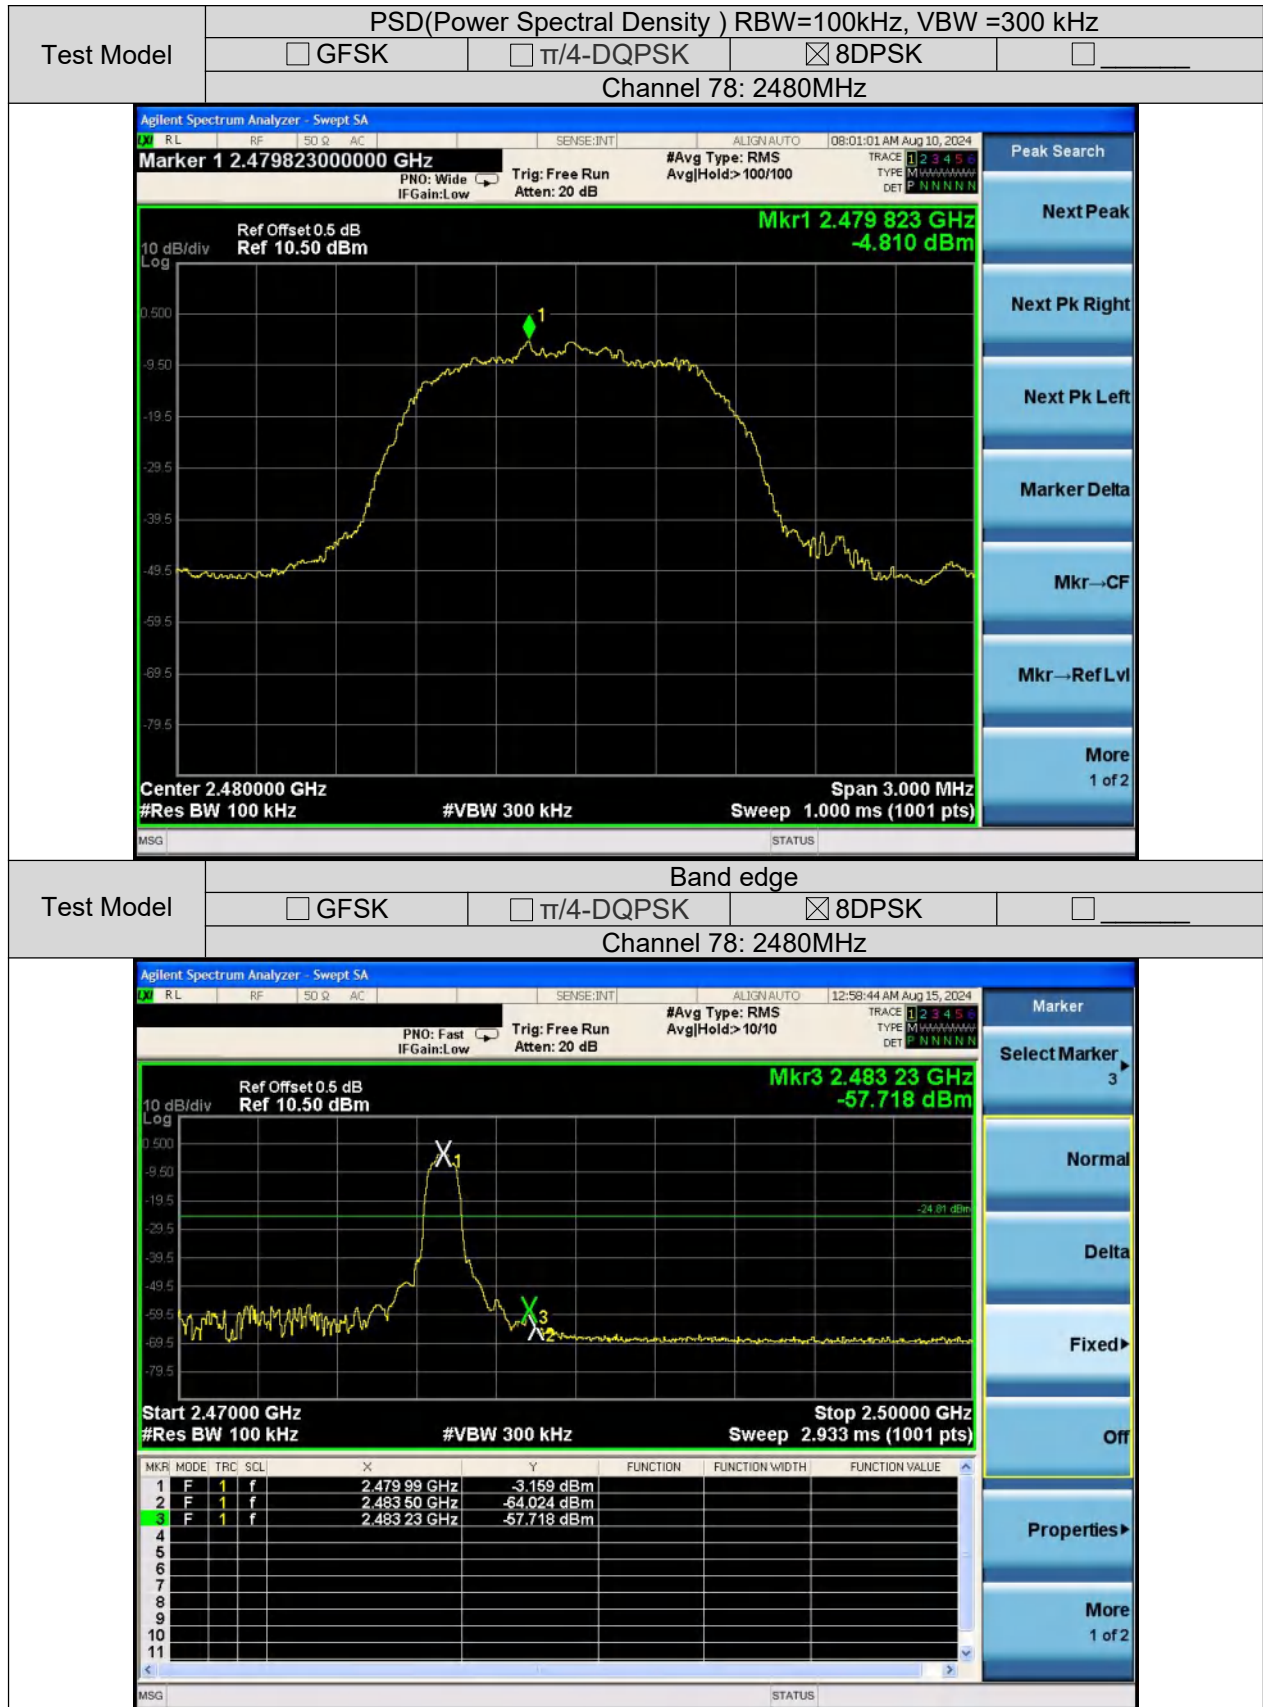 Test Model
PSD(Power Spectral Density ) RBW=100kHz, VBW =300 kHz
☐ GFSK ☐ π/4-DQPSK ☒ 8DPSK ☐ ______
Channel 78: 2480MHz
Agilent Spectrum Analyzer - Swept SA
LXI RL RF 50 Ω AC SENSE:INT ALIGN AUTO 08:01:01 AM Aug 10, 2024
Marker 1 2.479823000000 GHz
PNO: Wide
IFGain:Low
Trig: Free Run
Atten: 20 dB
#Avg Type: RMS
Avg|Hold:> 100/100
TRACE 1 2 3 4 5 6
TYPE M WWWWW
DET P N N N N N
Peak Search
Next Peak
Next Pk Right
Next Pk Left
Marker Delta
Mkr→CF
Mkr→Ref Lvl
More
1 of 2
Mkr1 2.479 823 GHz
-4.810 dBm
Ref Offset 0.5 dB
10 dB/div Ref 10.50 dBm
Log
0.500
1
-9.50
-19.5
-29.5
-39.5
-49.5
-59.5
-69.5
-79.5
Center 2.480000 GHz Span 3.000 MHz
#Res BW 100 kHz #VBW 300 kHz Sweep 1.000 ms (1001 pts)
MSG STATUS
Test Model
Band edge
☐ GFSK ☐ π/4-DQPSK ☒ 8DPSK ☐ ______
Channel 78: 2480MHz
Agilent Spectrum Analyzer - Swept SA
LXI RL RF 50 Ω AC SENSE:INT ALIGN AUTO 12:58:44 AM Aug 15, 2024
PNO: Fast
IFGain:Low
Trig: Free Run
Atten: 20 dB
#Avg Type: RMS
Avg|Hold:> 10/10
TRACE 1 2 3 4 5 6
TYPE M WWWWW
DET P N N N N N
Marker
Select Marker
3
Normal
Delta
Fixed
Off
Properties
More
1 of 2
Mkr3 2.483 23 GHz
-57.718 dBm
Ref Offset 0.5 dB
10 dB/div Ref 10.50 dBm
Log
0.500
1
-9.50
-19.5
-24.81 dBm
-29.5
-39.5
-49.5
-59.5
3
2
-69.5
-79.5
Start 2.47000 GHz Stop 2.50000 GHz
#Res BW 100 kHz #VBW 300 kHz Sweep 2.933 ms (1001 pts)
MKR MODE TRC SCL X Y FUNCTION FUNCTION WIDTH FUNCTION VALUE
1 F 1 f 2.479 99 GHz -3.159 dBm
2 F 1 f 2.483 50 GHz -64.024 dBm
3 F 1 f 2.483 23 GHz -57.718 dBm
4
5
6
7
8
9
10
11
MSG STATUS